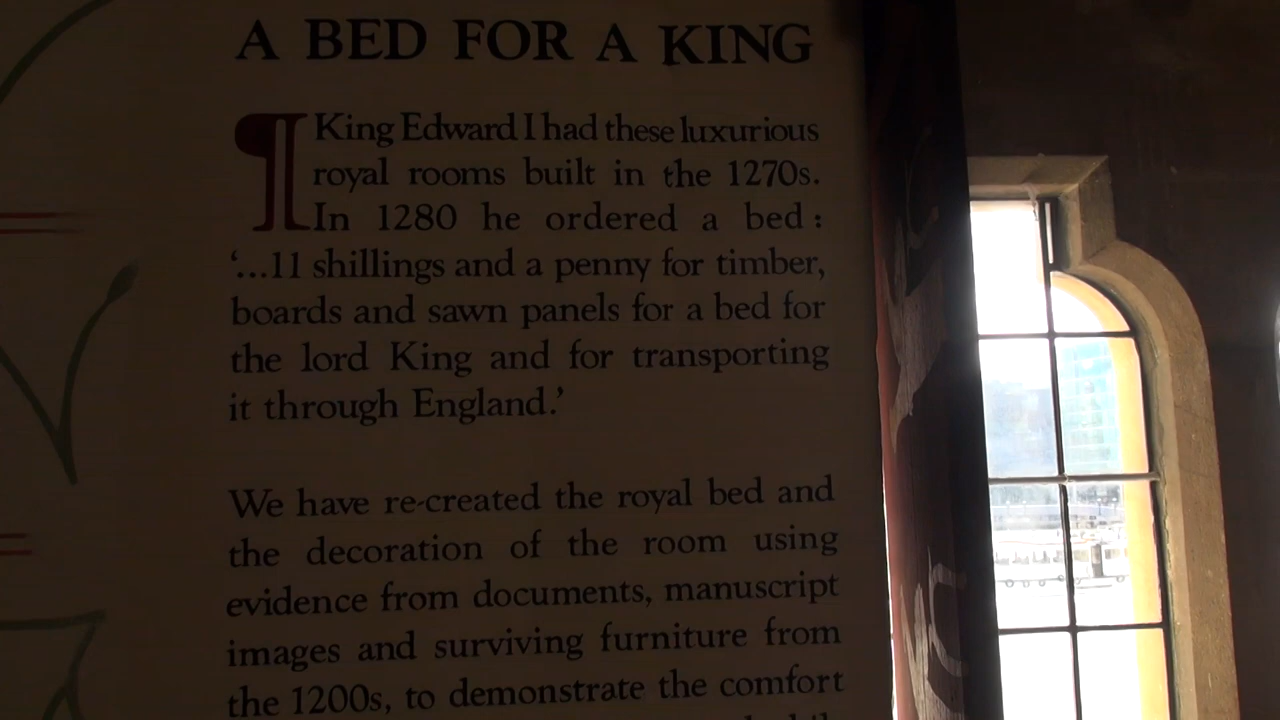 A BED FOR A KING
¶ King Edward I had these luxurious
royal rooms built in the 1270s.
In 1280 he ordered a bed:
‘...11 shillings and a penny for timber,
boards and sawn panels for a bed for
the lord King and for transporting
it through England.’
We have re-created the royal bed and
the decoration of the room using
evidence from documents, manuscript
images and surviving furniture from
the 1200s, to demonstrate the comfort